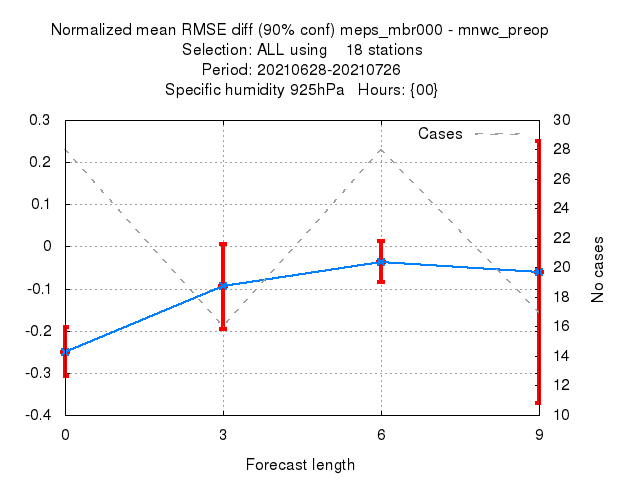 Normalized mean RMSE diff (90% conf) meps_mbr000 - mnwc_preop
Selection: ALL using    18 stations
Period: 20210628-20210726
Specific humidity 925hPa   Hours: {00}
Cases
0.3
0.2
0.1
0
-0.1
-0.2
-0.3
-0.4
30
28
26
24
22
20
18
16
14
12
10
No cases
0 3 6 9
Forecast length